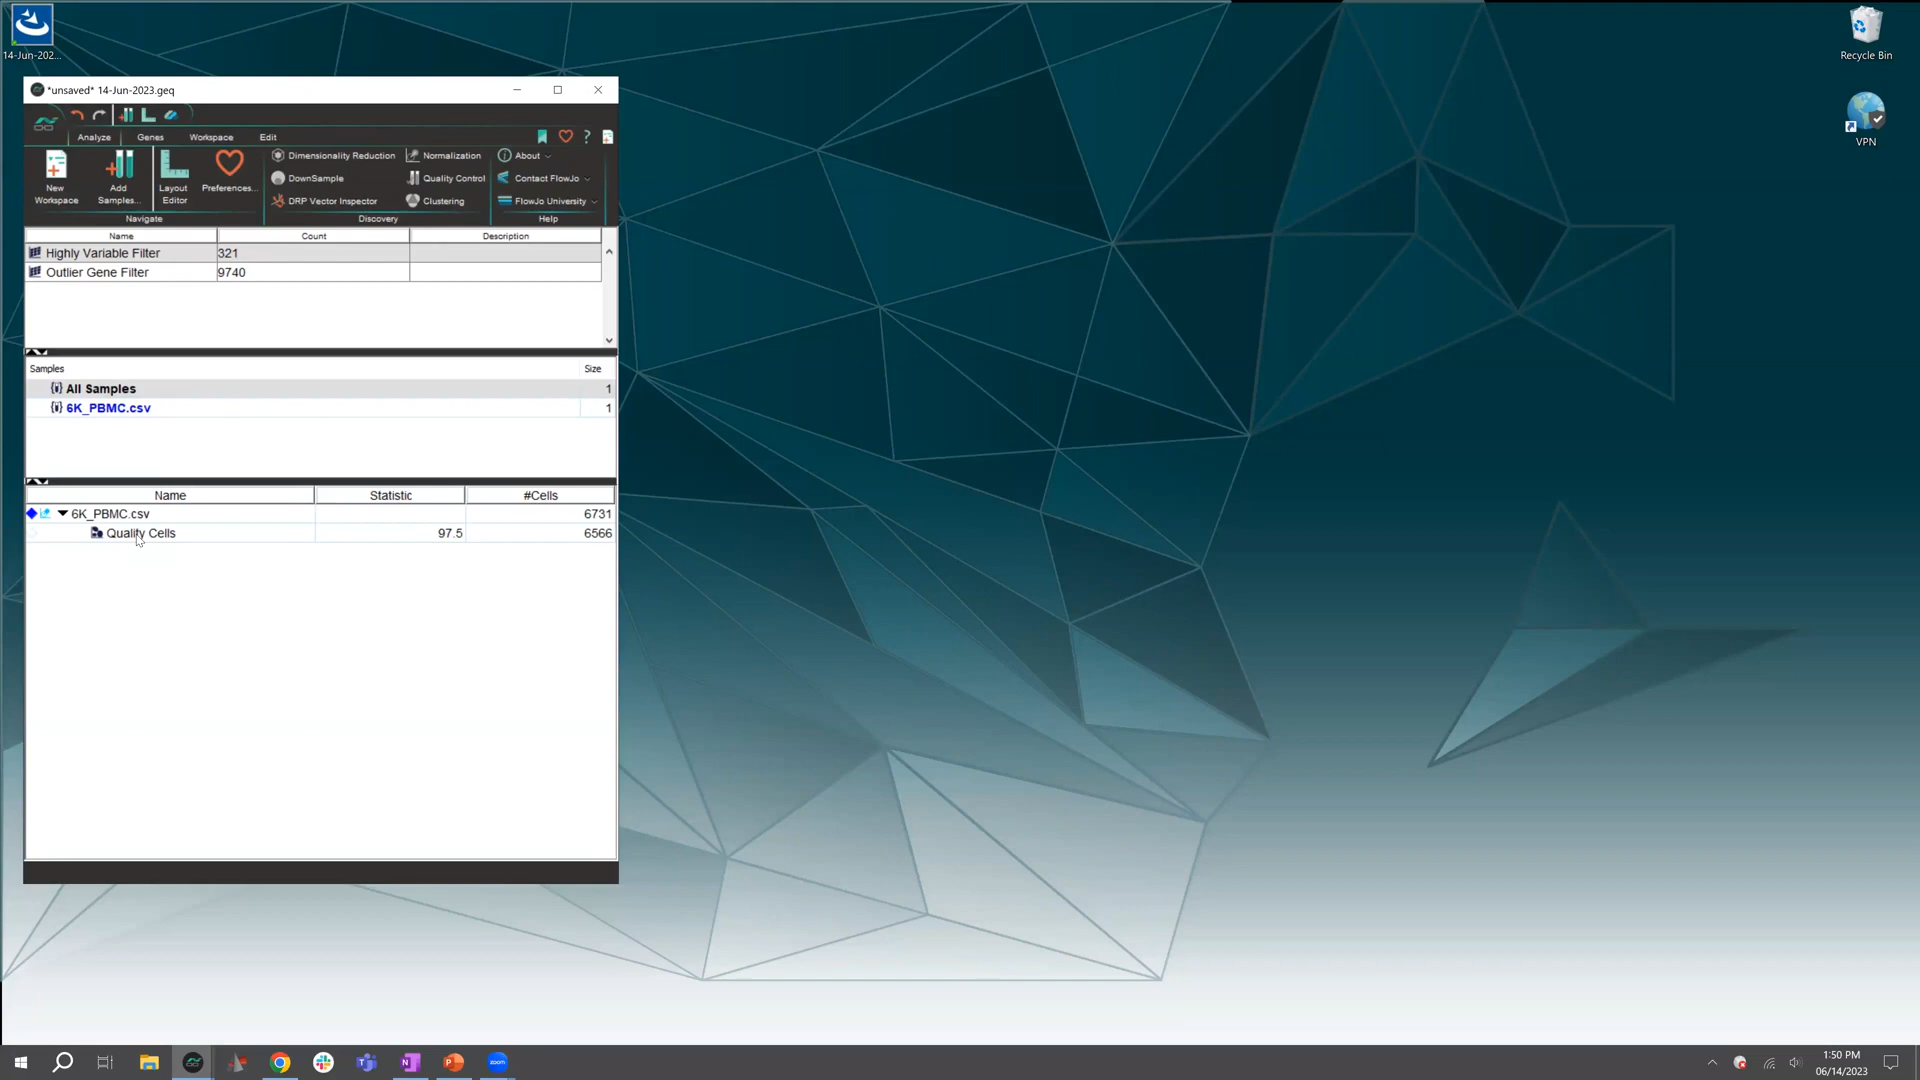 14-Jun-202...
Recycle Bin
VPN
*unsaved* 14-Jun-2023.geq
Analyze Genes Workspace Edit
New Workspace
Add Samples...
Layout Editor
Preferences...
Navigate
Dimensionality Reduction
DownSample
DRP Vector Inspector
Normalization
Quality Control
Clustering
Discovery
About
Contact FlowJo
FlowJo University
Help
Name Count Description
Highly Variable Filter 321
Outlier Gene Filter 9740
Samples Size
{} All Samples 1
{} 6K_PBMC.csv 1
Name Statistic #Cells
6K_PBMC.csv 6731
Quality Cells 97.5 6566
zoom
1:50 PM
06/14/2023